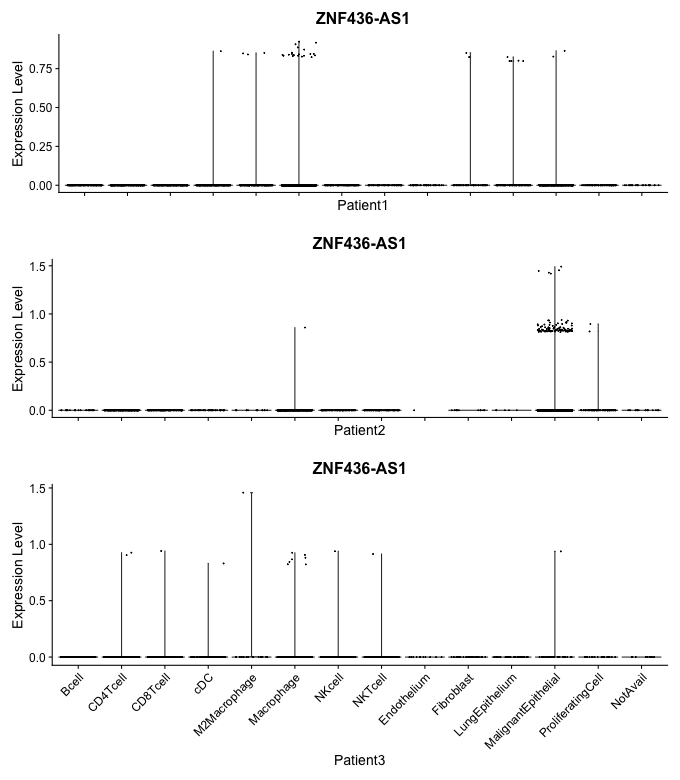 ZNF436-AS1
Expression Level
0.75
0.50
0.25
0.00
Patient1
ZNF436-AS1
Expression Level
1.5
1.0
0.5
0.0
Patient2
ZNF436-AS1
Expression Level
1.5
1.0
0.5
0.0
Bcell
CD4Tcell
CD8Tcell
cDC
M2Macrophage
Macrophage
NKcell
NKTcell
Endothelium
Fibroblast
LungEpithelium
MalignantEpithelial
ProliferatingCell
NotAvail
Patient3